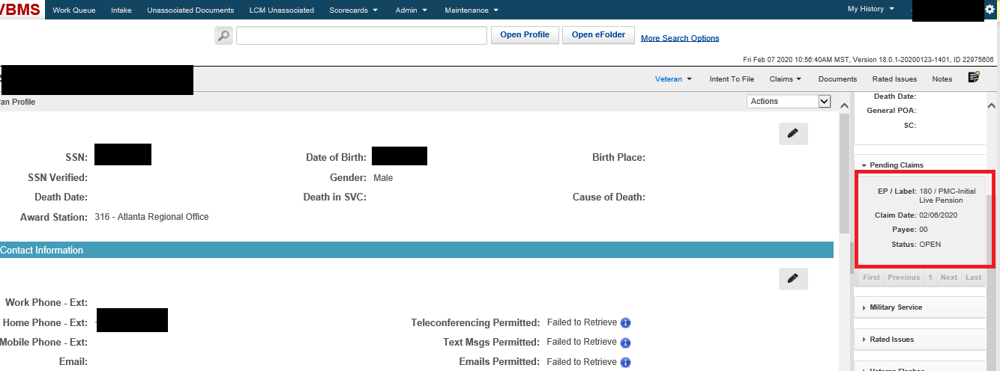 VBMS Work Queue Intake Unassociated Documents LCM Unassociated Scorecards Admin Maintenance My History
Open Profile Open eFolder More Search Options
Fri Feb 07 2020 10:56:40AM MST, Version 18.0.1-20200123-1401, ID 22975606
Veteran Intent To File Claims Documents Rated Issues Notes
ran Profile
Actions
SSN: Date of Birth: Birth Place:
SSN Verified: Gender: Male
Death Date: Death in SVC: Cause of Death:
Award Station: 316 - Atlanta Regional Office
Contact Information
Work Phone - Ext:
Home Phone - Ext: Teleconferencing Permitted: Failed to Retrieve
Mobile Phone - Ext: Text Msgs Permitted: Failed to Retrieve
Email: Emails Permitted: Failed to Retrieve
Death Date:
General POA:
SC:
Pending Claims
EP / Label: 180 / PMC-Initial
Live Pension
Claim Date: 02/06/2020
Payee: 00
Status: OPEN
First Previous 1 Next Last
Military Service
Rated Issues
Veteran Flashes